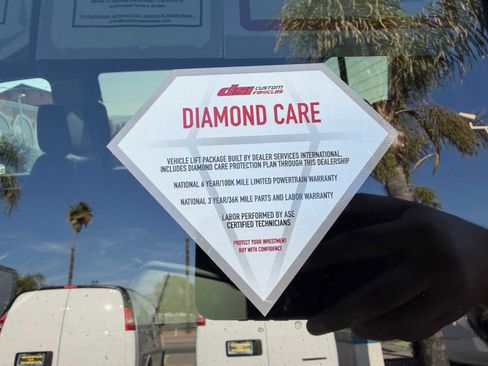 dsi CUSTOM
VEHICLES
DIAMOND CARE
VEHICLE LIFT PACKAGE BUILT BY DEALER SERVICES INTERNATIONAL,
INCLUDES DIAMOND CARE PROTECTION PLAN THROUGH THIS DEALERSHIP
NATIONAL 6 YEAR/100K MILE LIMITED POWERTRAIN WARRANTY
NATIONAL 3 YEAR/36K MILE PARTS AND LABOR WARRANTY
LABOR PERFORMED BY ASE
CERTIFIED TECHNICIANS
PROTECT YOUR INVESTMENT
BUY WITH CONFIDENCE